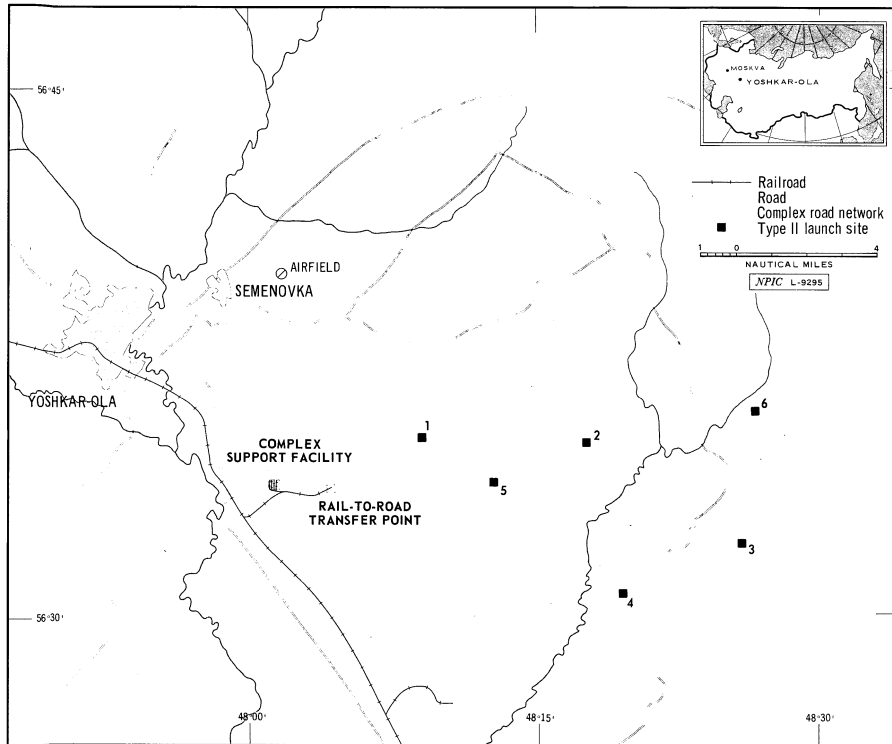 56°45'
MOSKVA
YOSHKAR-OLA
Railroad
Road
Complex road network
Type II launch site
1 0 4
NAUTICAL MILES
NPIC L-9295
AIRFIELD
SEMENOVKA
YOSHKAR-OLA
COMPLEX
SUPPORT FACILITY
RAIL-TO-ROAD
TRANSFER POINT
1
2
6
5
3
4
56°30'
48°00'
48°15'
48°30'